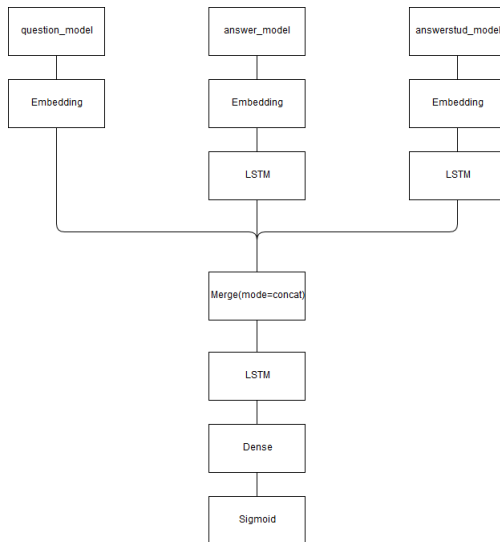 question_model
answer_model
answerstud_model
Embedding
Embedding
Embedding
LSTM
LSTM
Merge(mode=concat)
LSTM
Dense
Sigmoid